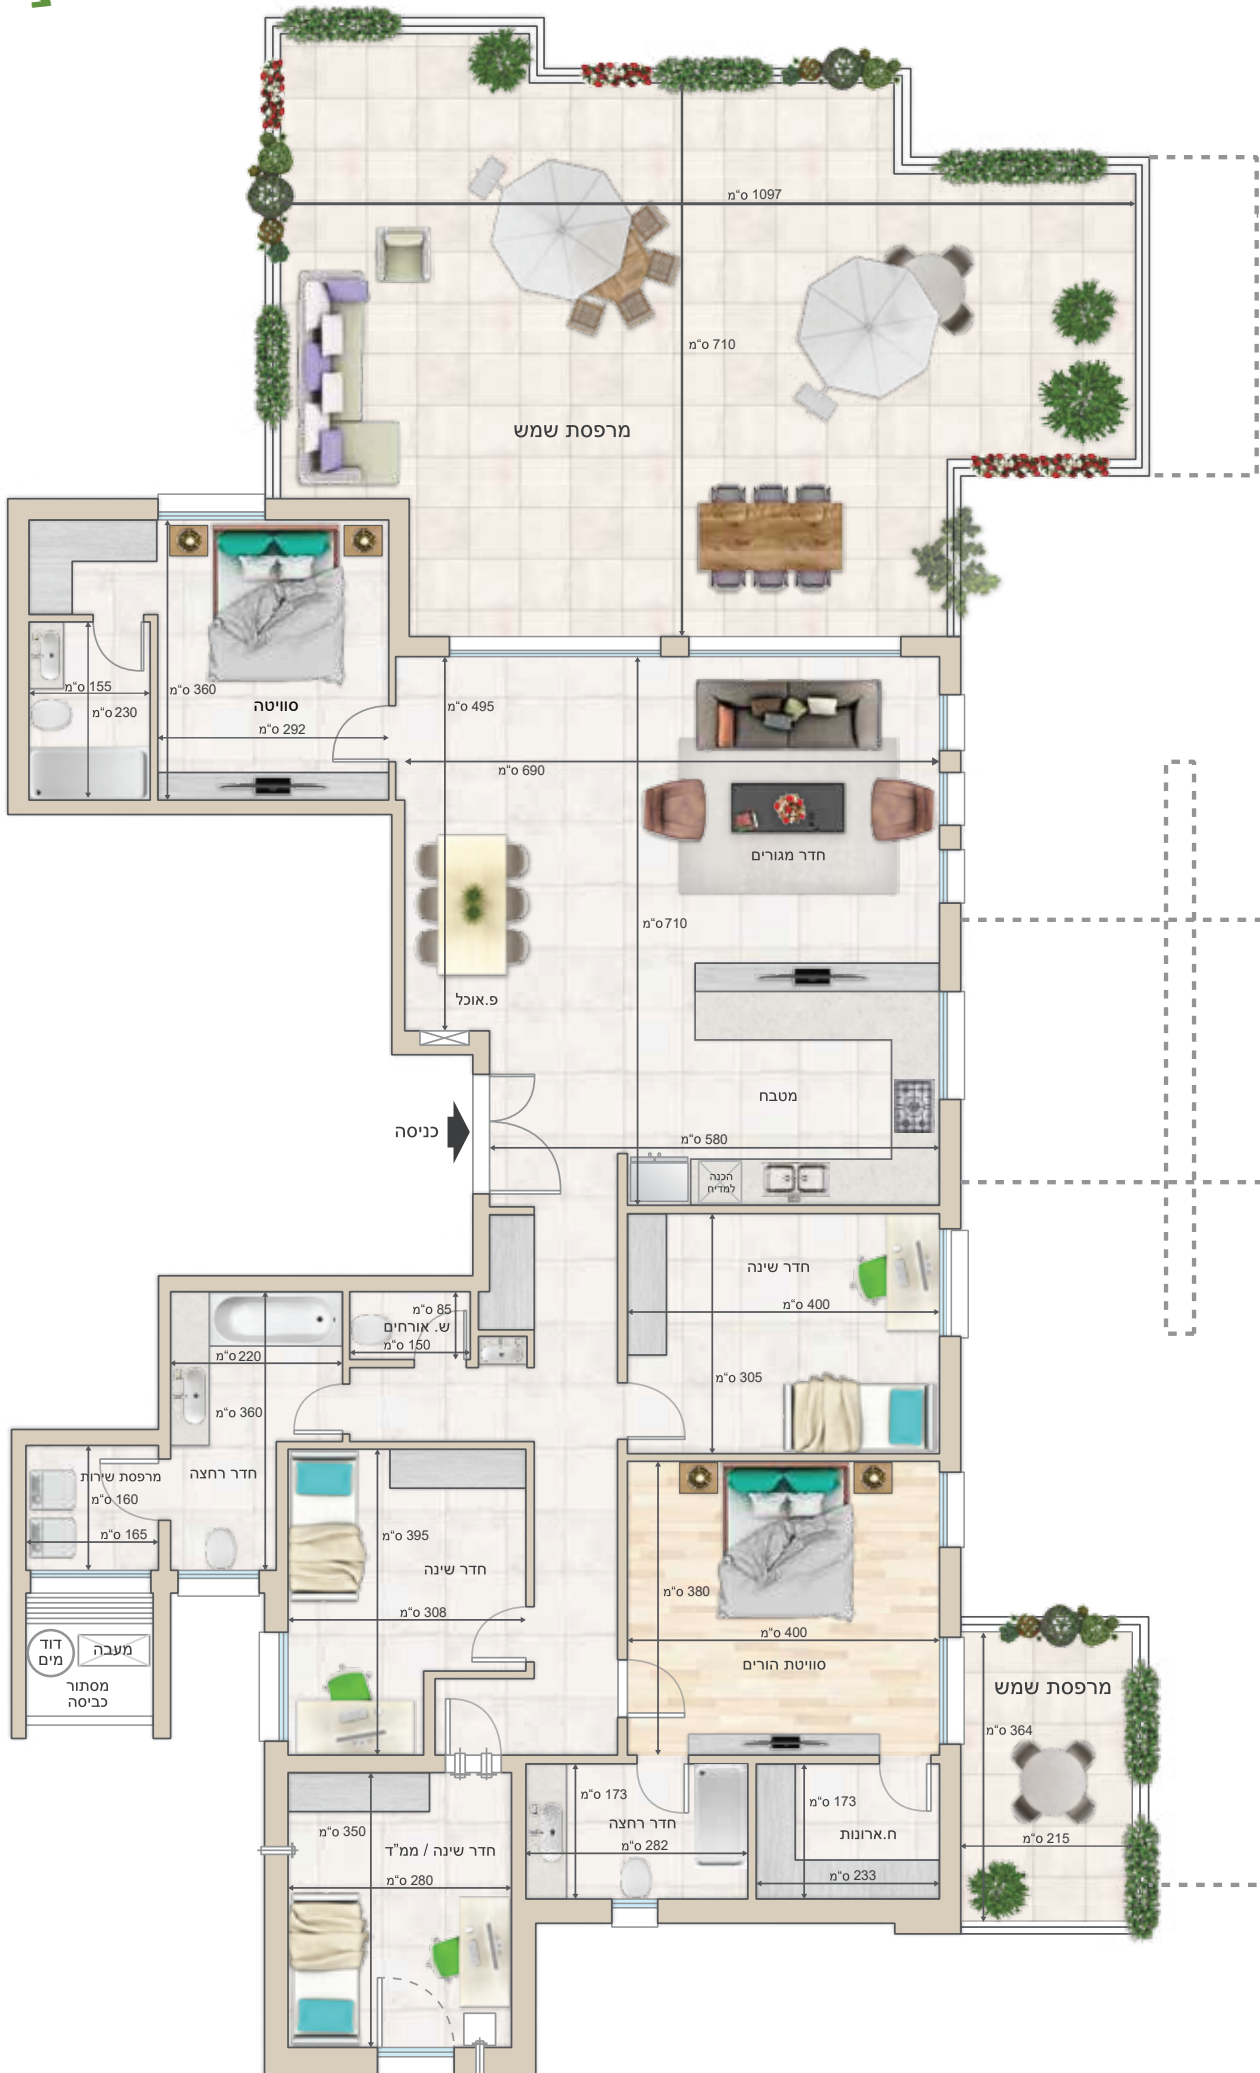 1097 ס"מ
710 ס"מ
מרפסת שמש
495 ס"מ
155 ס"מ
360 ס"מ
סוויטה
230 ס"מ
292 ס"מ
690 ס"מ
חדר מגורים
710 ס"מ
פ.אוכל
מטבח
כניסה
580 ס"מ
הכנה
למדיח
חדר שינה
400 ס"מ
305 ס"מ
85 ס"מ
ש. אורחים
150 ס"מ
220 ס"מ
360 ס"מ
חדר רחצה
מרפסת שירות
160 ס"מ
165 ס"מ
395 ס"מ
חדר שינה
308 ס"מ
380 ס"מ
400 ס"מ
סוויטת הורים
דוד
מים
מעבה
מסתור
כביסה
מרפסת שמש
364 ס"מ
215 ס"מ
173 ס"מ
חדר רחצה
282 ס"מ
173 ס"מ
ח.ארונות
233 ס"מ
350 ס"מ
חדר שינה / ממ"ד
280 ס"מ